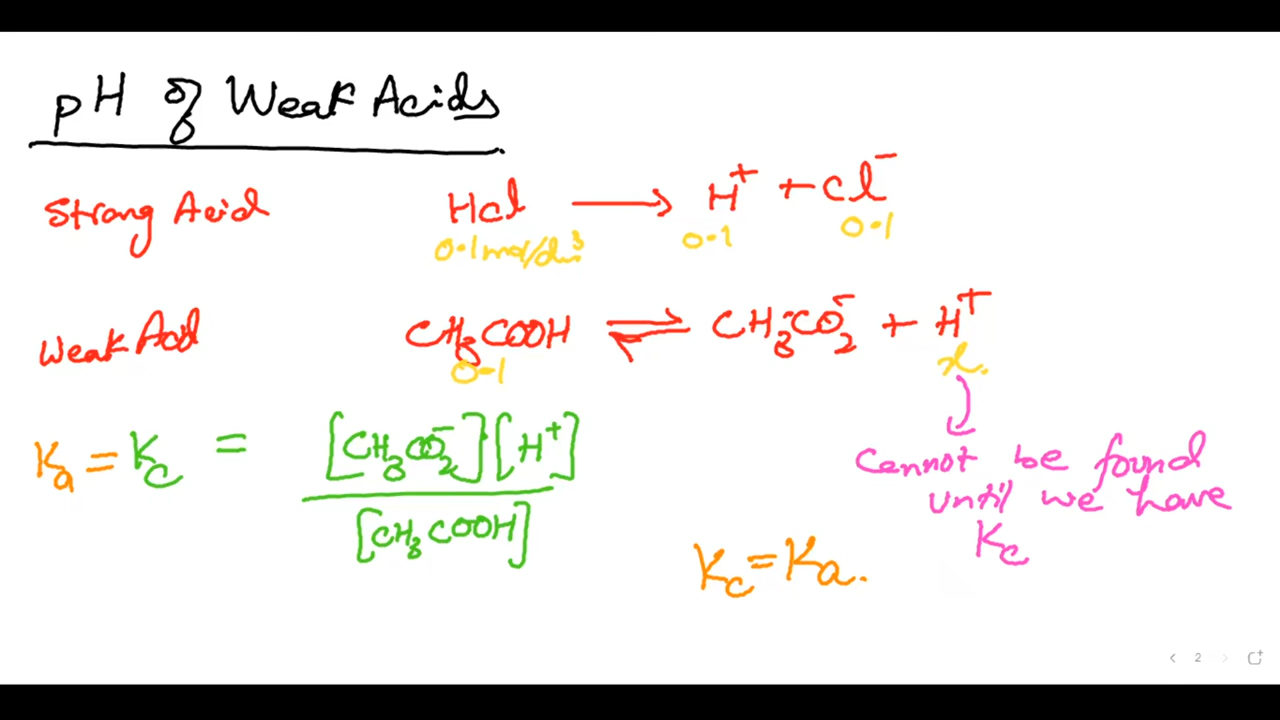 pH of Weak Acids
Strong Acid HCl ⟶ H⁺ + Cl⁻
0.1 mol/dm³ 0.1 0.1
Weak Acid CH₃COOH ⇌ CH₃CO₂⁻ + H⁺
0.1 x.
Ka = Kc = [CH₃CO₂⁻][H⁺]
[CH₃COOH]
Cannot be found
until we have
Kc
Kc = Ka.
2